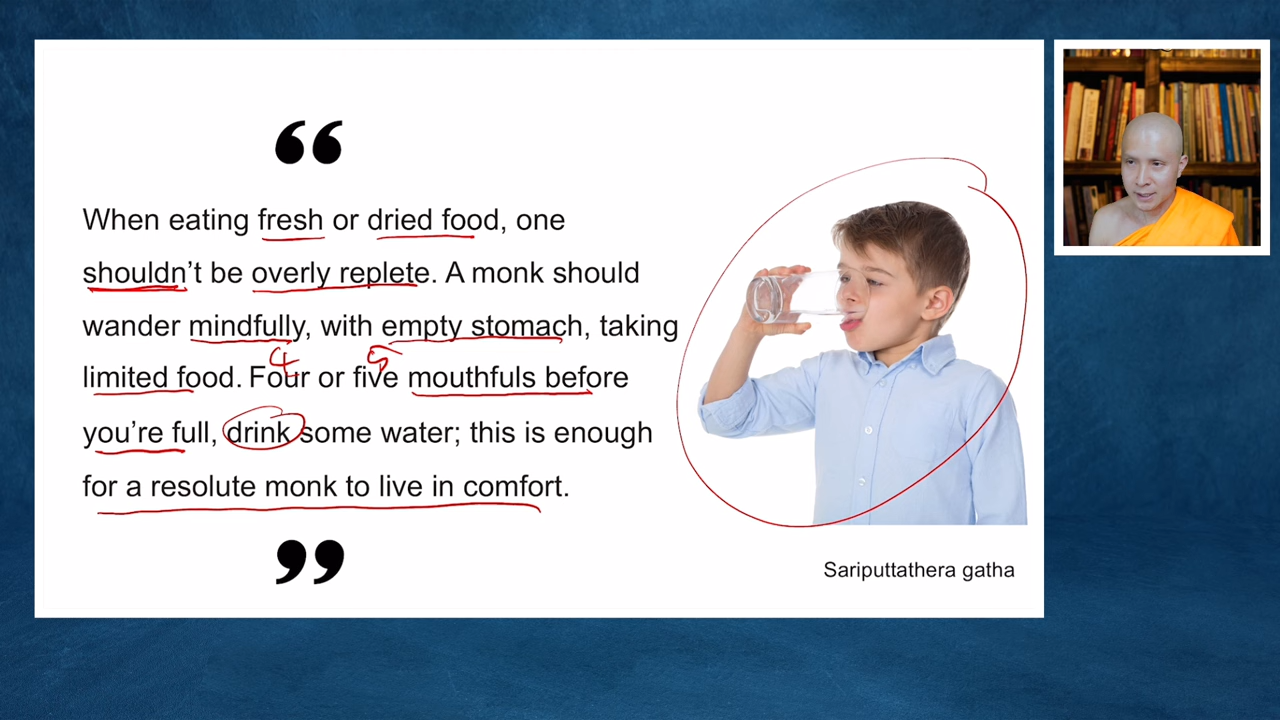 “
When eating fresh or dried food, one
shouldn’t be overly replete. A monk should
wander mindfully, with empty stomach, taking
4 5
limited food. Four or five mouthfuls before
you’re full, drink some water; this is enough
for a resolute monk to live in comfort.
”
Sariputtathera gatha